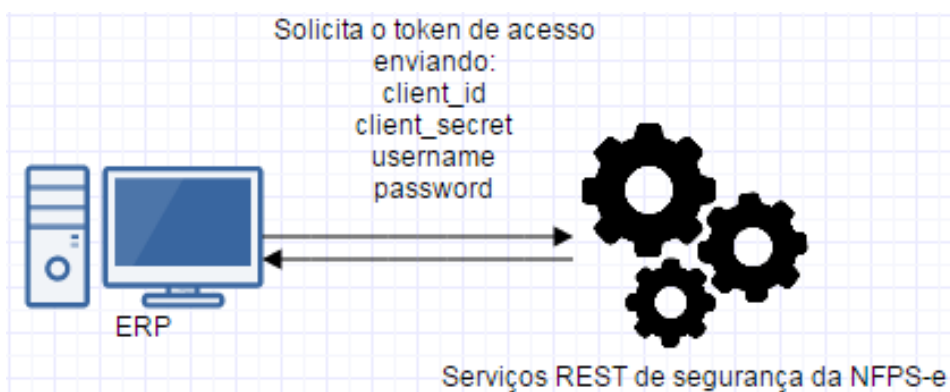 Solicita o token de acesso
enviando:
client_id
client_secret
username
password
ERP
Serviços REST de segurança da NFPS-e